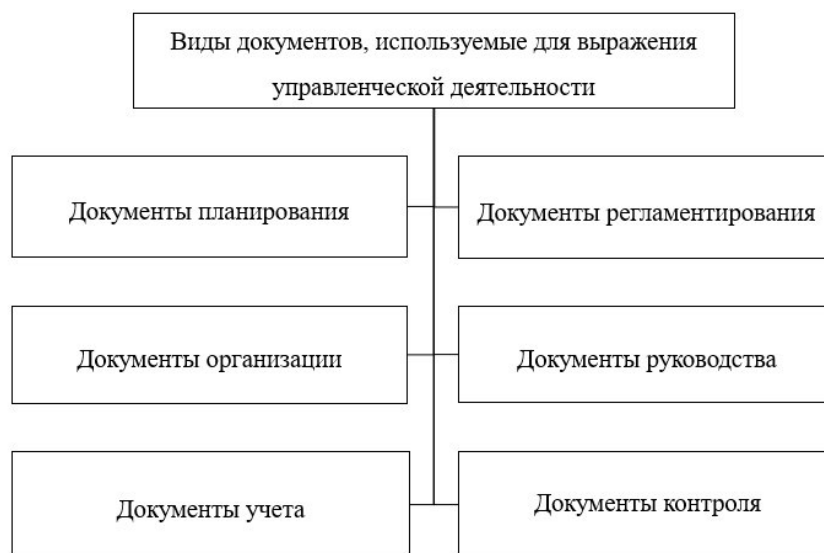 Виды документов, используемые для выражения
управленческой деятельности
Документы планирования
Документы регламентирования
Документы организации
Документы руководства
Документы учета
Документы контроля